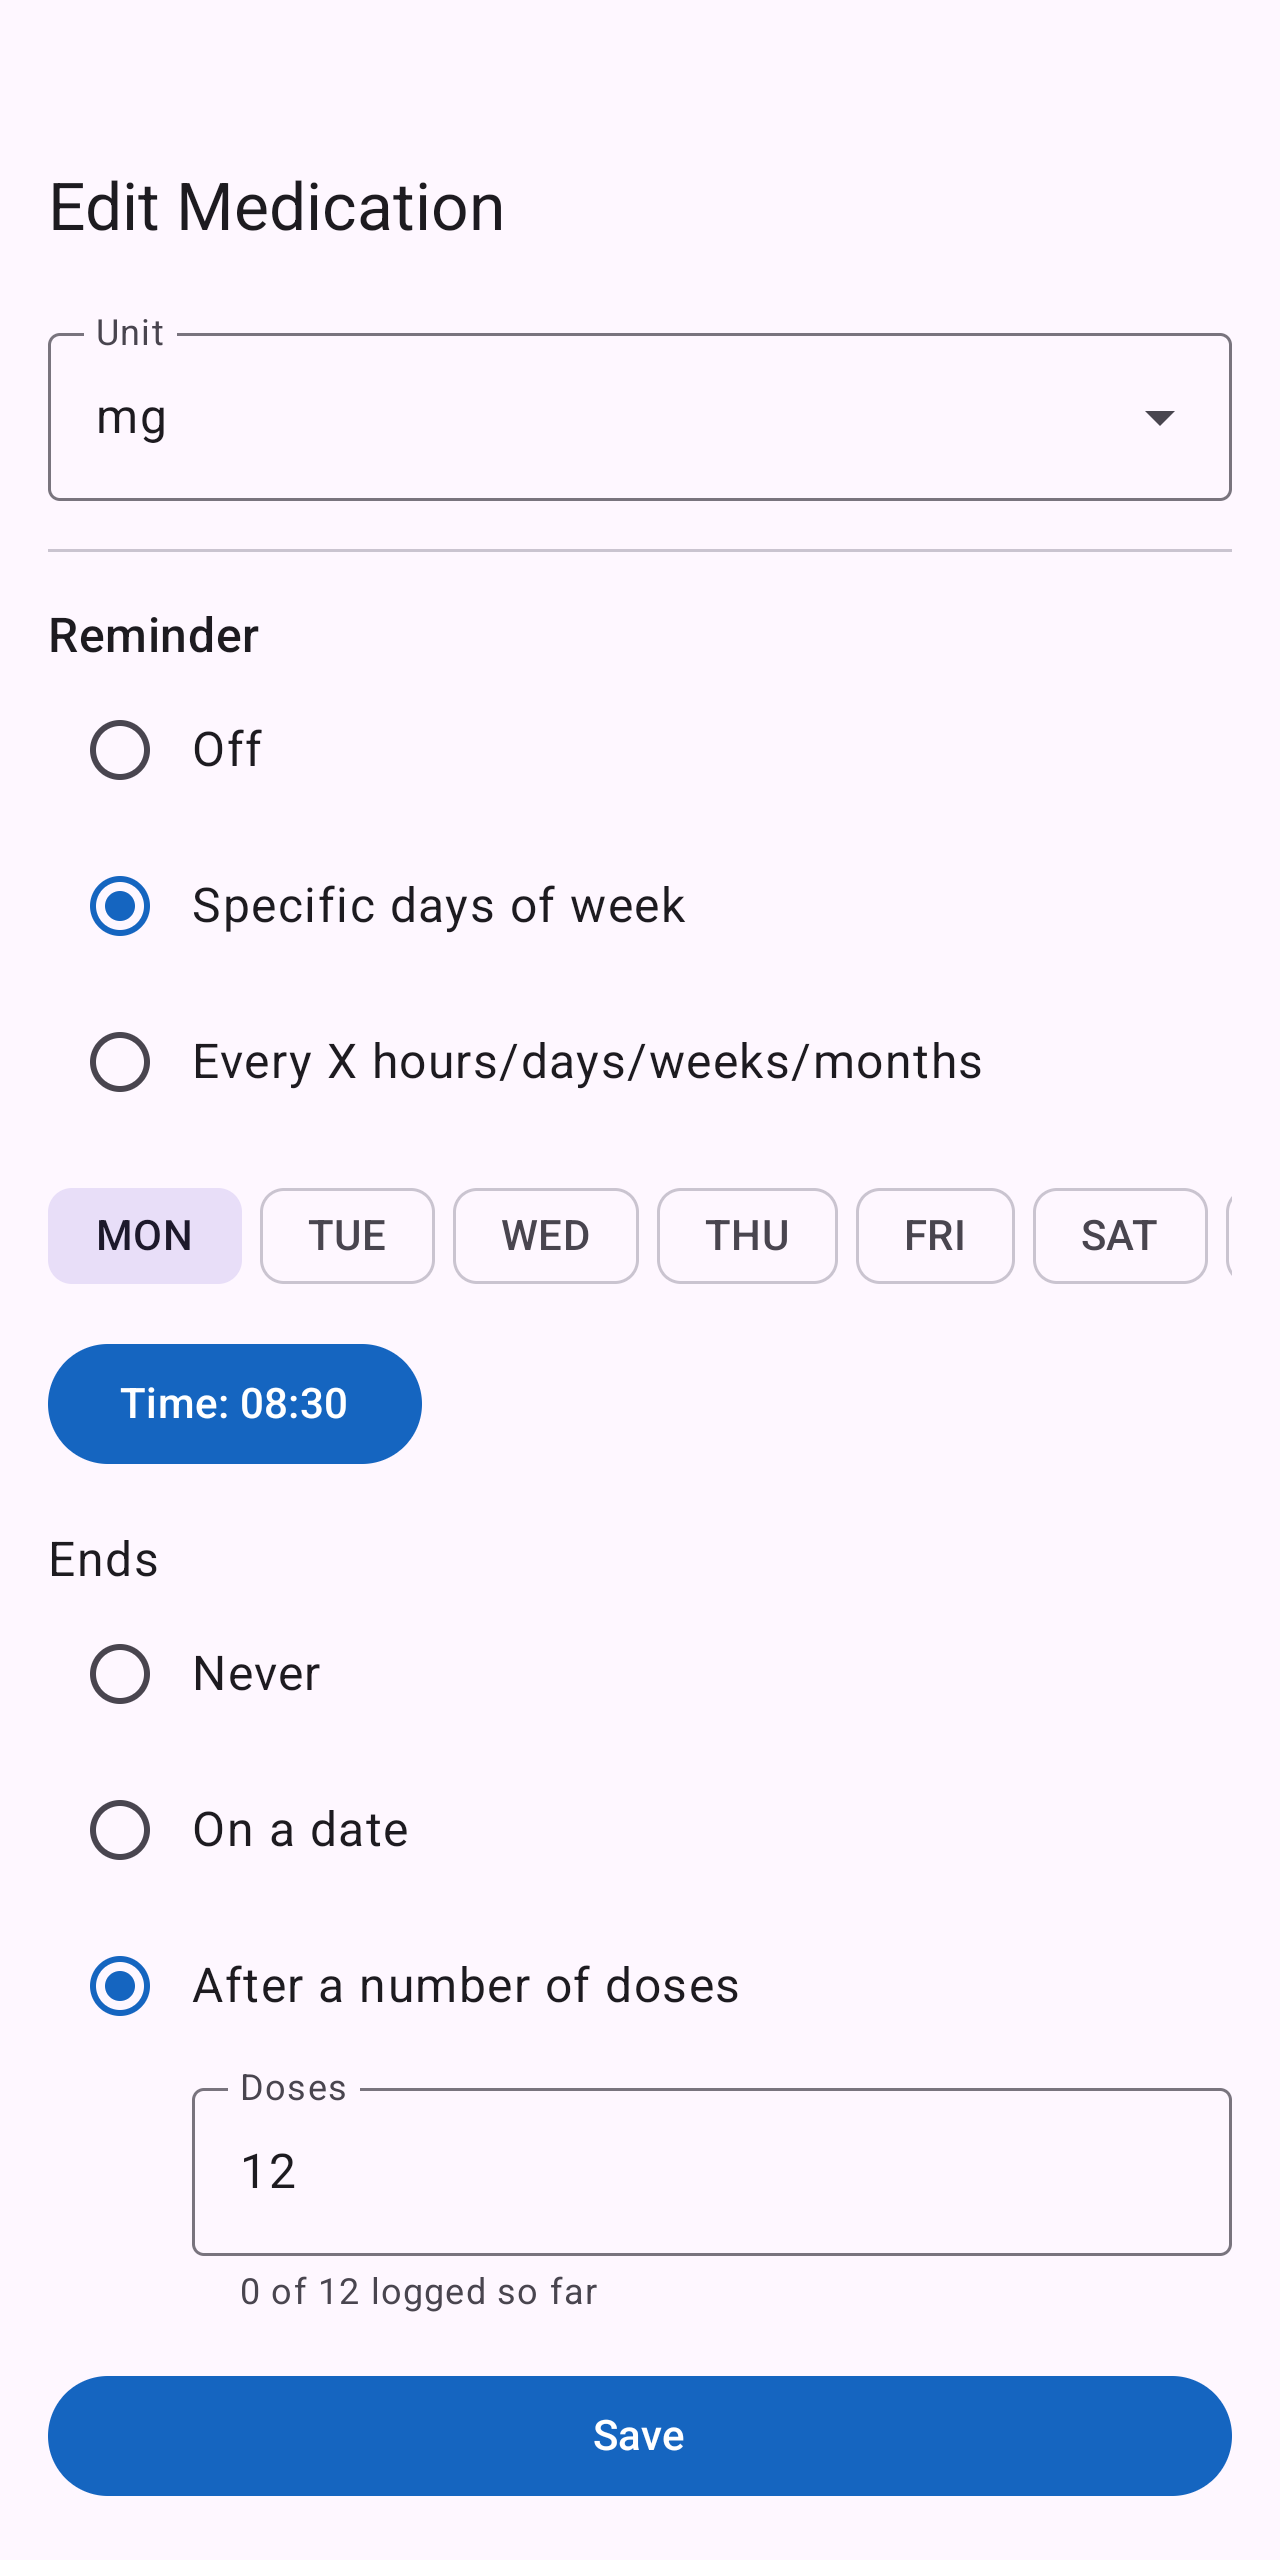 Edit Medication
Unit
mg
Reminder
Off
Specific days of week
Every X hours/days/weeks/months
MON TUE WED THU FRI SAT
Time: 08:30
Ends
Never
On a date
After a number of doses
Doses
12
0 of 12 logged so far
Save